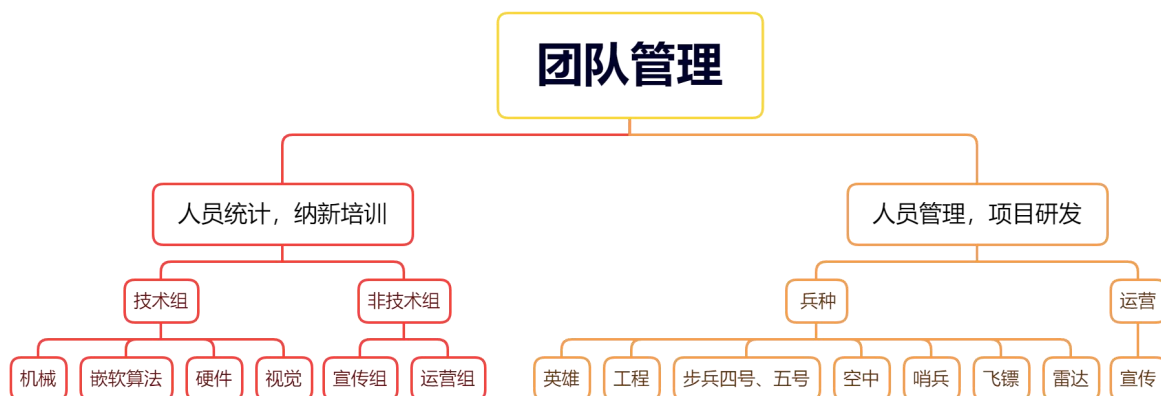 团队管理
人员统计，纳新培训
人员管理，项目研发
技术组
非技术组
兵种
运营
机械
嵌软算法
硬件
视觉
宣传组
运营组
英雄
工程
步兵四号、五号
空中
哨兵
飞镖
雷达
宣传